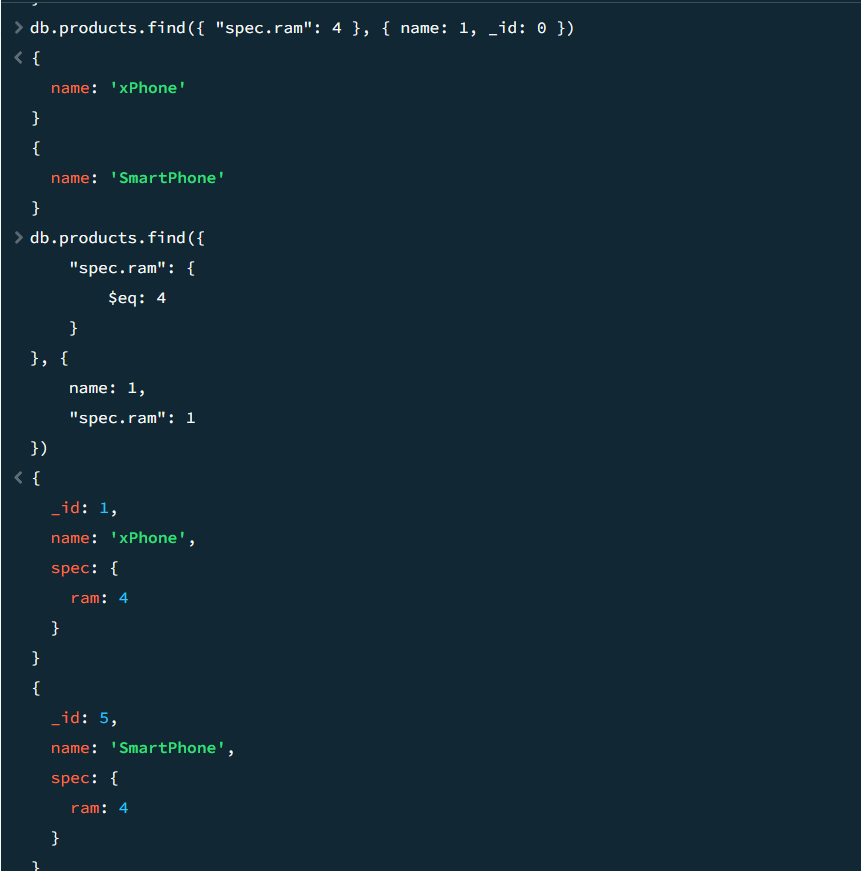 > db.products.find({ "spec.ram": 4 }, { name: 1, _id: 0 })
< {
    name: 'xPhone'
  }
  {
    name: 'SmartPhone'
  }
> db.products.find({
      "spec.ram": {
          $eq: 4
      }
  }, {
      name: 1,
      "spec.ram": 1
  })
< {
    _id: 1,
    name: 'xPhone',
    spec: {
      ram: 4
    }
  }
  {
    _id: 5,
    name: 'SmartPhone',
    spec: {
      ram: 4
    }
  }